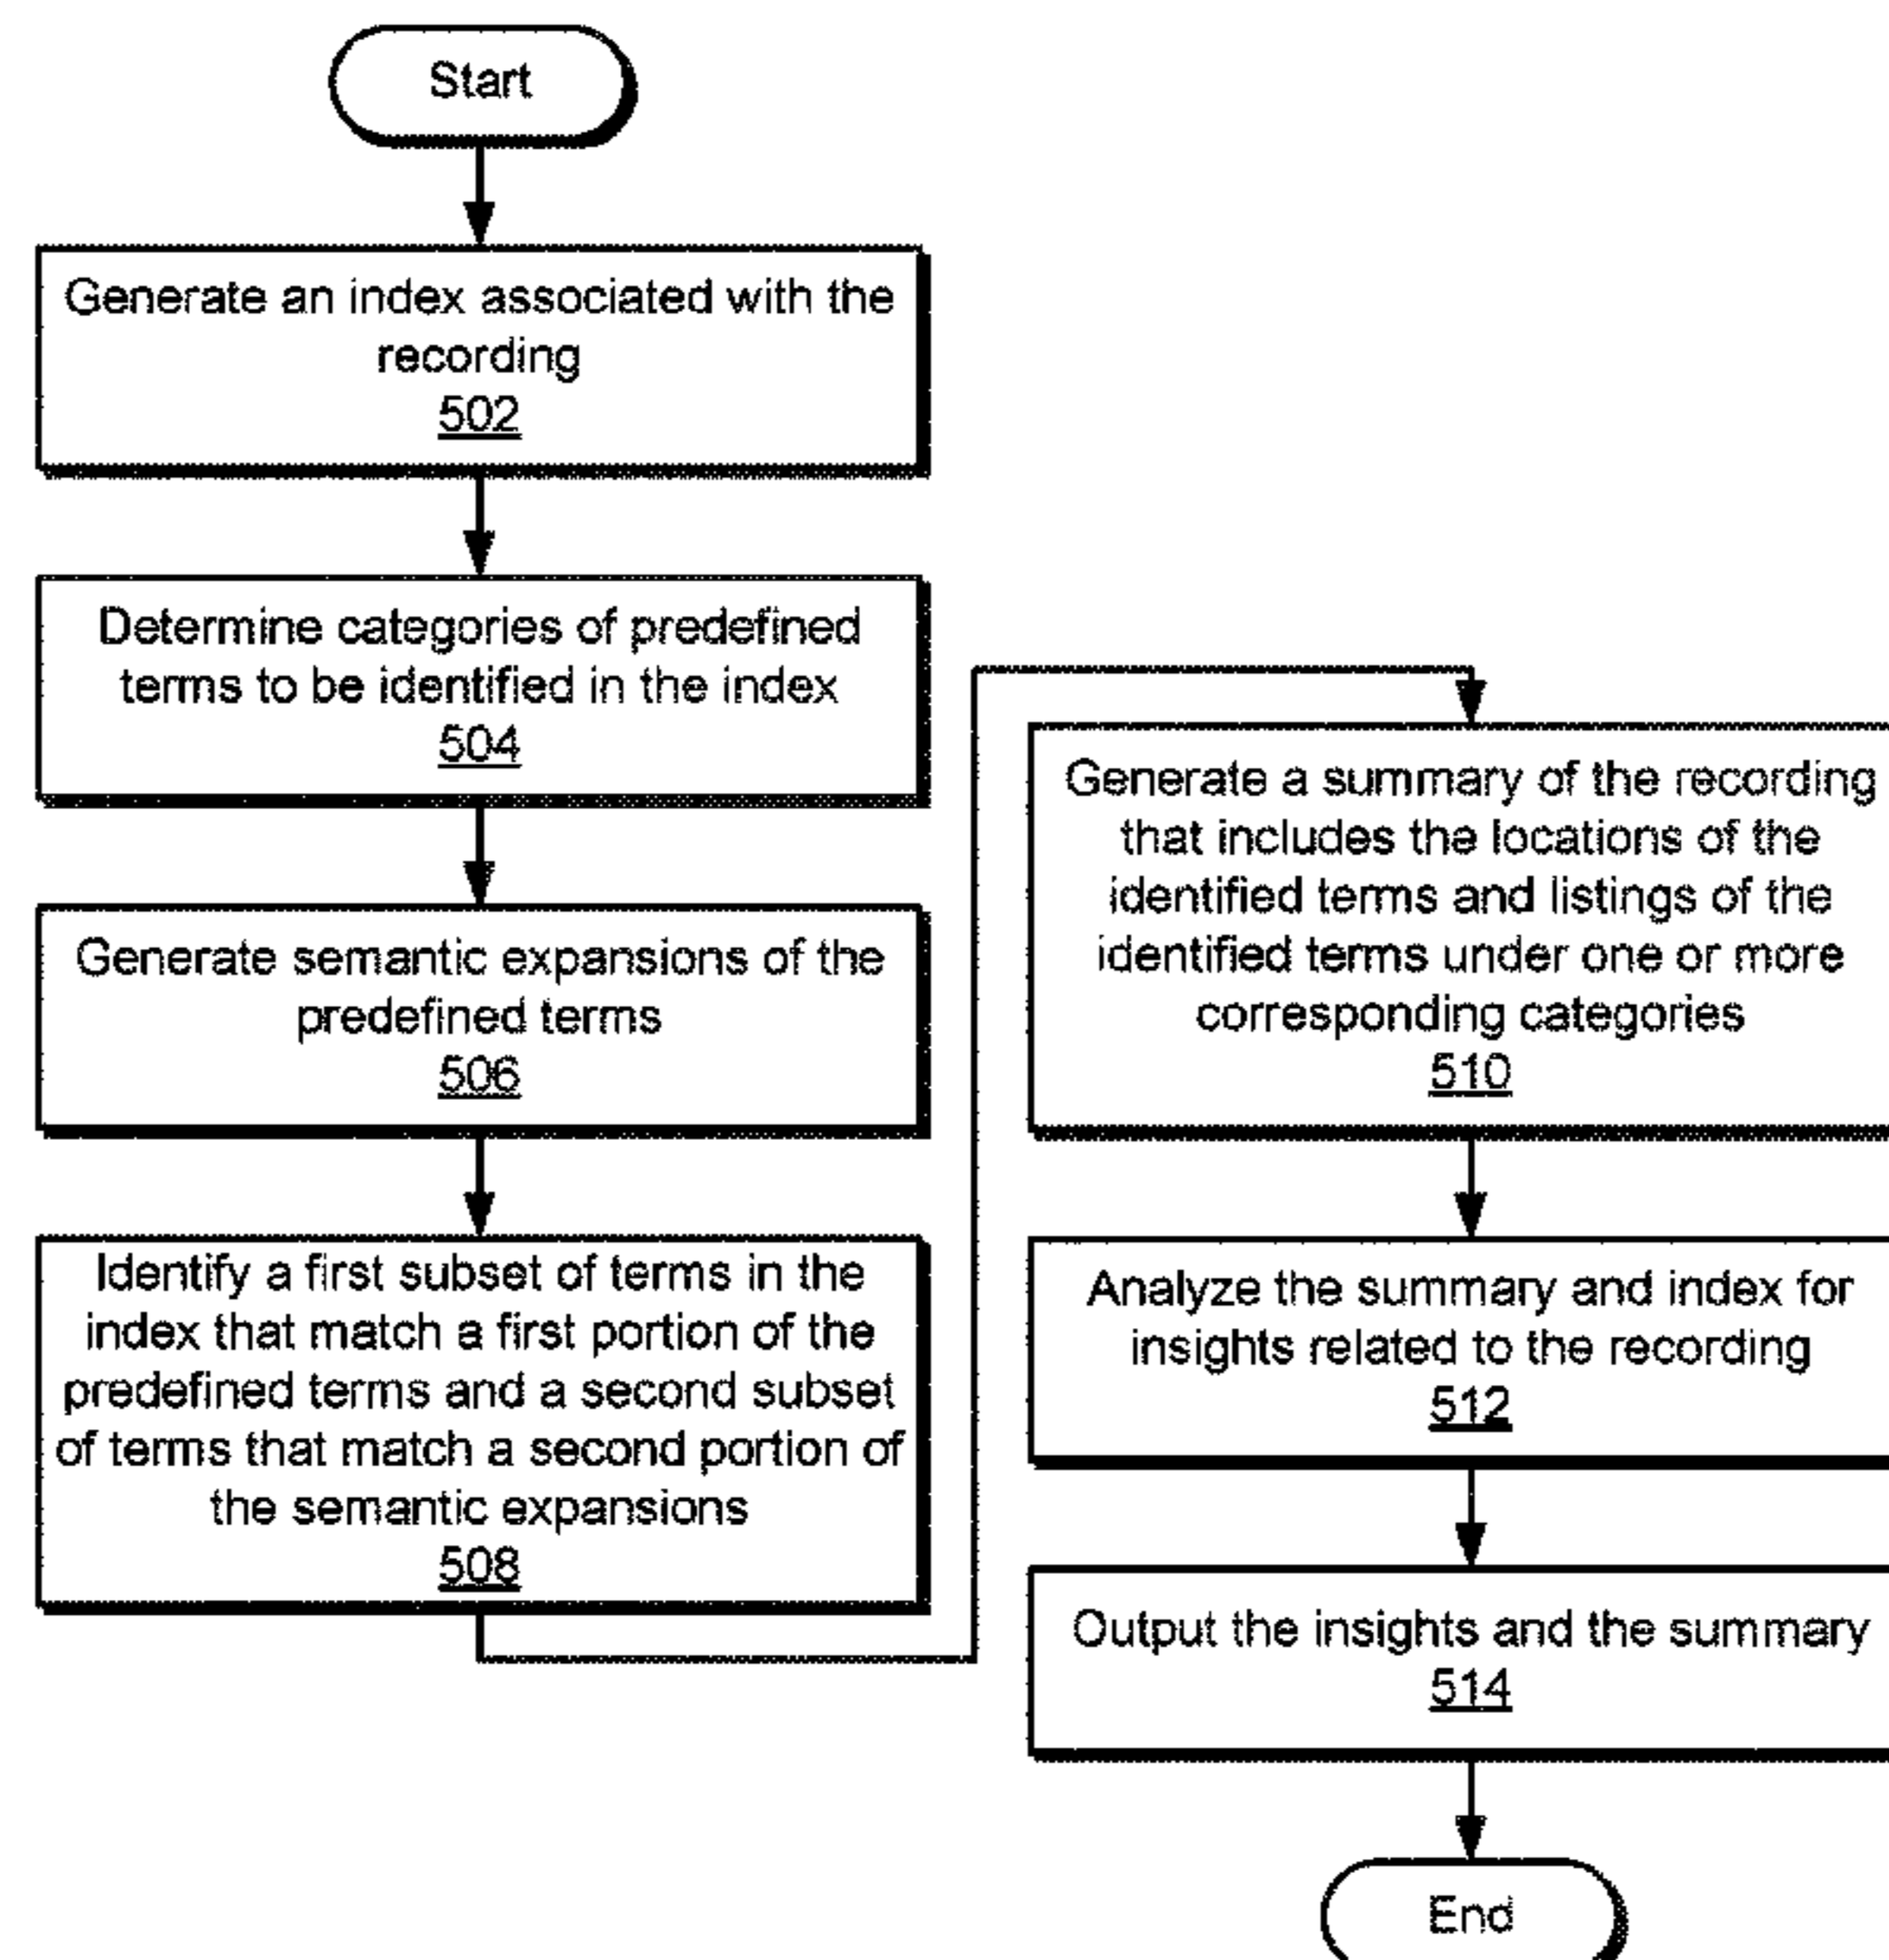 Start
Generate an index associated with the
recording
502
Determine categories of predefined
terms to be identified in the index
504
Generate semantic expansions of the
predefined terms
506
Identify a first subset of terms in the
index that match a first portion of the
predefined terms and a second subset
of terms that match a second portion of
the semantic expansions
508
Generate a summary of the recording
that includes the locations of the
identified terms and listings of the
identified terms under one or more
corresponding categories
510
Analyze the summary and index for
insights related to the recording
512
Output the insights and the summary
514
End